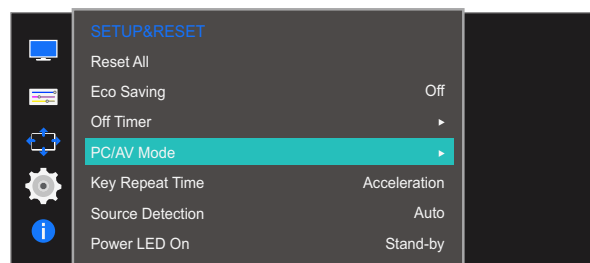 SETUP&RESET
Reset All
Eco Saving Off
Off Timer ▸
PC/AV Mode ▸
Key Repeat Time Acceleration
Source Detection Auto
Power LED On Stand-by
i